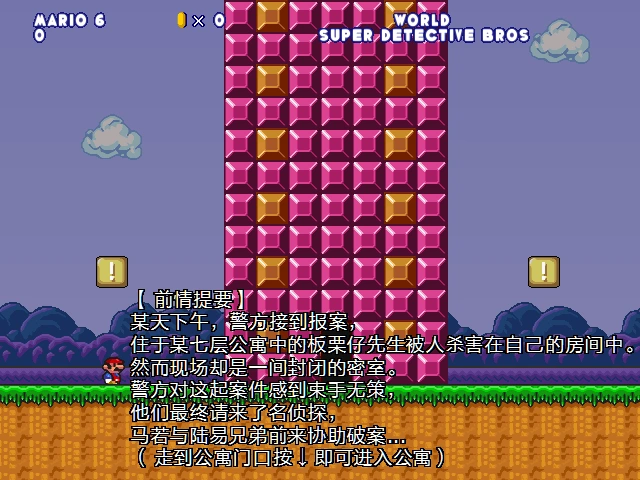 MARIO 6 × 0 WORLD
0 SUPER DETECTIVE BROS
!
!
【 前情提要】
某天下午，警方接到报案，
住于某七层公寓中的板栗仔先生被人杀害在自己的房间中。
然而现场却是一间封闭的密室。
警方对这起案件感到束手无策，
他们最终请来了名侦探，
马若与陆易兄弟前来协助破案...
（ 走到公寓门口按↓即可进入公寓）